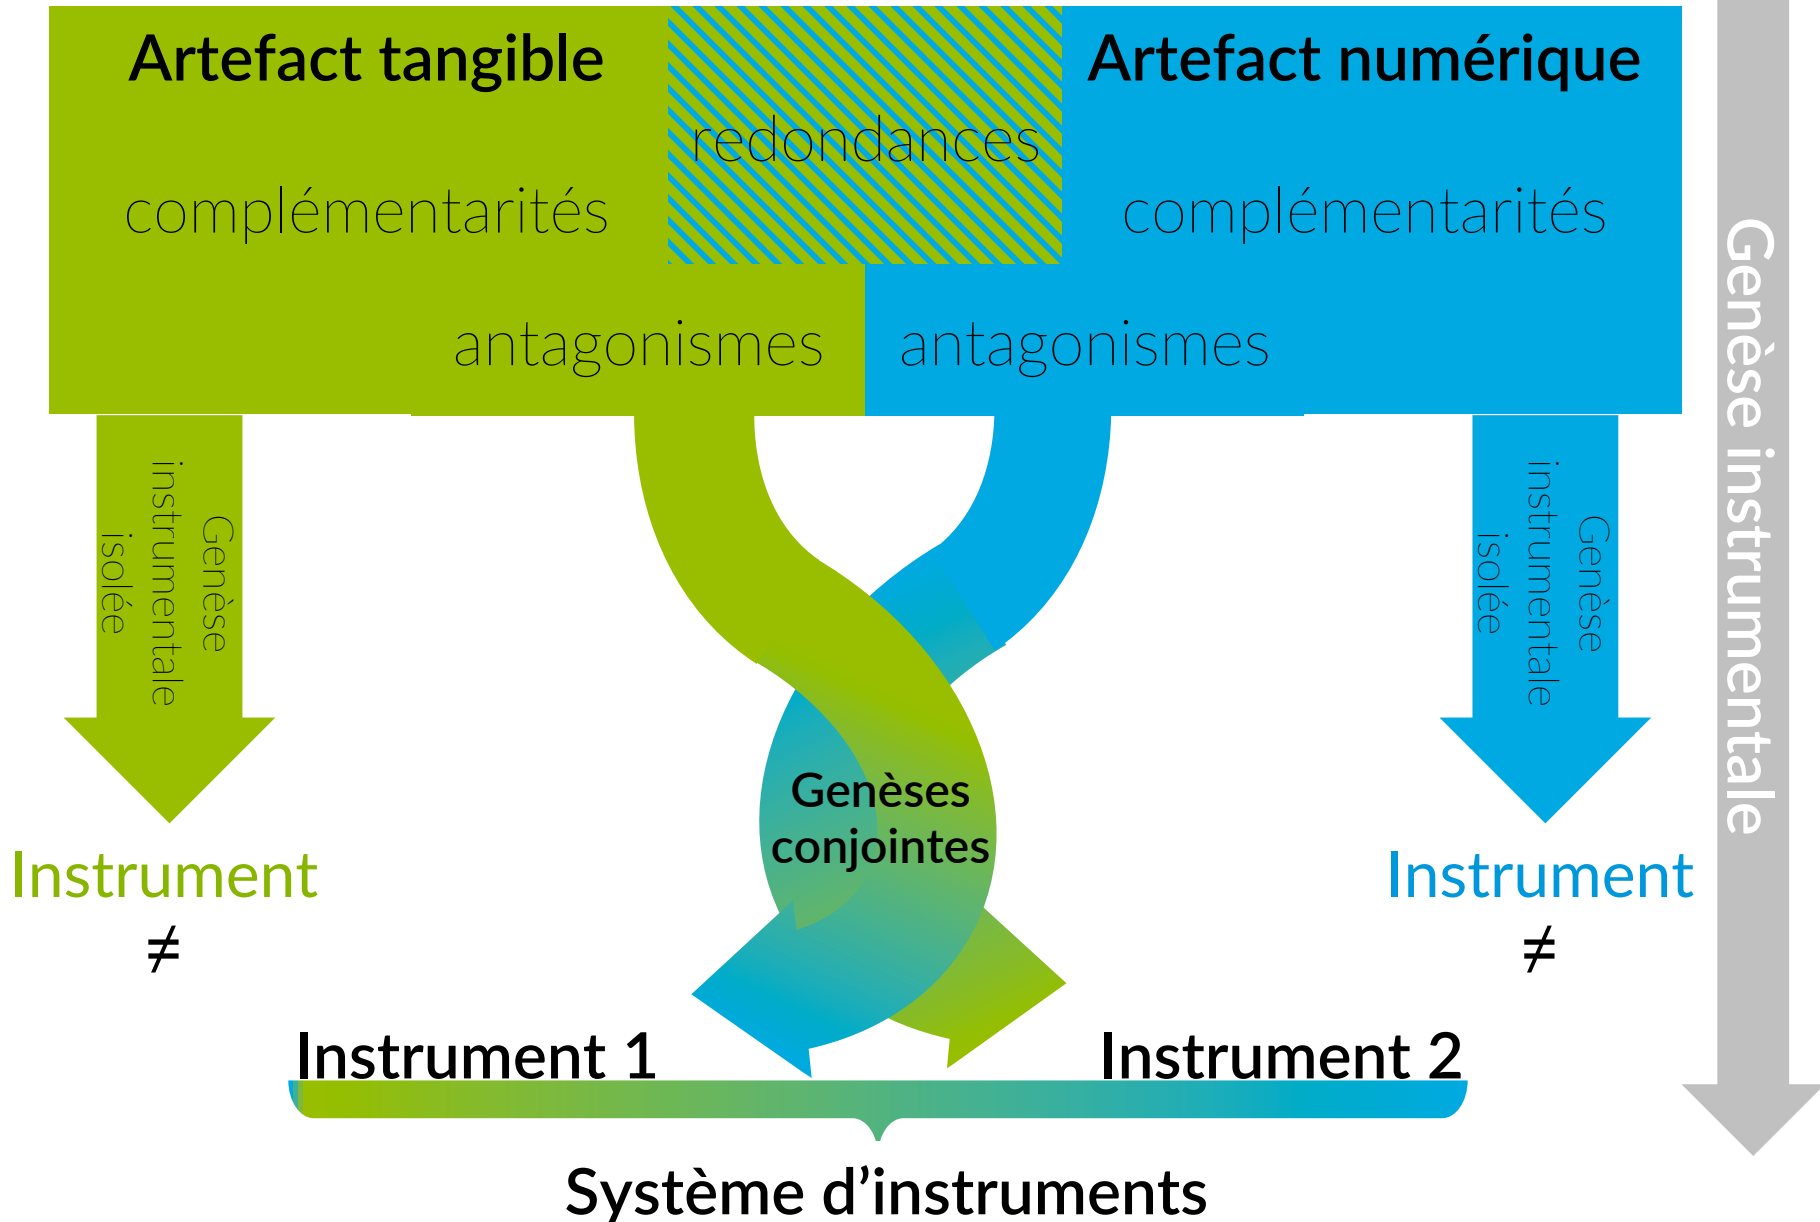 Artefact tangible
redondances
Artefact numérique
complémentarités
complémentarités
antagonismes
antagonismes
Genèse
instrumentale
isolée
Genèses
conjointes
Genèse
instrumentale
isolée
Genèse instrumentale
Instrument
≠
Instrument
≠
Instrument 1
Instrument 2
Système d’instruments